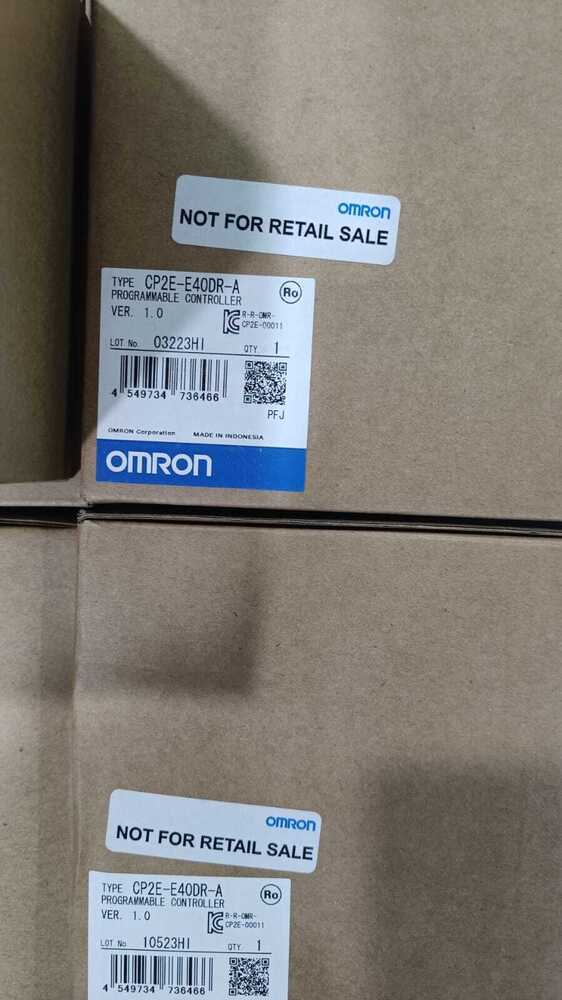 OMRON
NOT FOR RETAIL SALE
TYPE CP2E-E40DR-A
PROGRAMMABLE CONTROLLER
Ro
VER. 1.0
R-R-OMR-
CP2E-00011
LOT No 03223HI QTY. 1
4 549734 736466
PFJ
OMRON Corporation MADE IN INDONESIA
OMRON
OMRON
NOT FOR RETAIL SALE
TYPE CP2E-E40DR-A
PROGRAMMABLE CONTROLLER
Ro
VER. 1.0
R-R-OMR-
CP2E-00011
LOT No 10523HI QTY 1
4 549734 736466